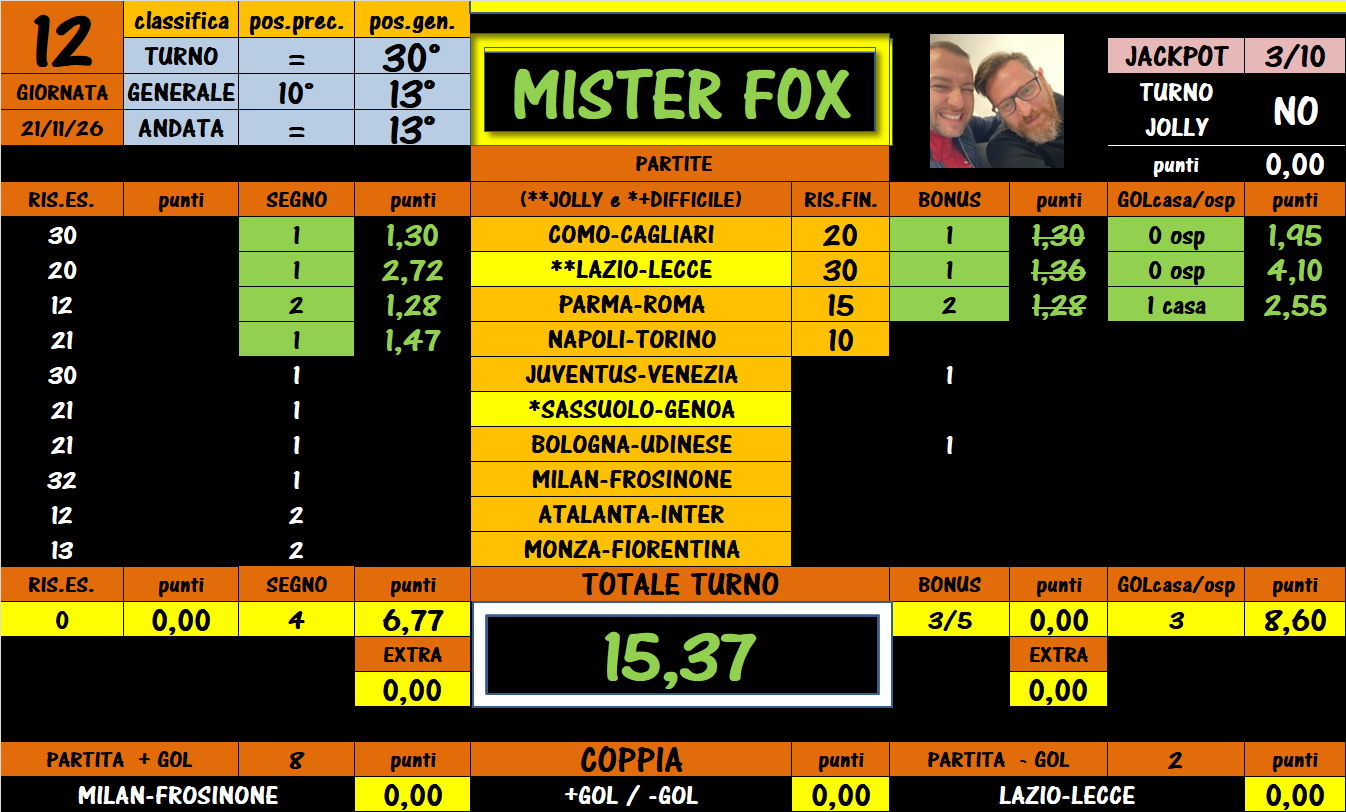 12 classifica pos.prec. pos.gen.
TURNO = 30°
GIORNATA GENERALE 10° 13°
21/11/26 ANDATA = 13°
MISTER FOX
JACKPOT 3/10
TURNO JOLLY NO
punti 0,00
PARTITE
RIS.ES. punti SEGNO punti (**JOLLY e *+DIFFICILE) RIS.FIN. BONUS punti GOLcasa/osp punti
30 1 1,30 COMO-CAGLIARI 20 1 1,30 0 osp 1,95
20 1 2,72 **LAZIO-LECCE 30 1 1,36 0 osp 4,10
12 2 1,28 PARMA-ROMA 15 2 1,28 1 casa 2,55
21 1 1,47 NAPOLI-TORINO 10
30 1 JUVENTUS-VENEZIA 1
21 1 *SASSUOLO-GENOA
21 1 BOLOGNA-UDINESE 1
32 1 MILAN-FROSINONE
12 2 ATALANTA-INTER
13 2 MONZA-FIORENTINA
RIS.ES. punti SEGNO punti TOTALE TURNO BONUS punti GOLcasa/osp punti
0 0,00 4 6,77 15,37 3/5 0,00 3 8,60
EXTRA EXTRA
0,00 0,00
PARTITA + GOL 8 punti COPPIA punti PARTITA - GOL 2 punti
MILAN-FROSINONE 0,00 +GOL / -GOL 0,00 LAZIO-LECCE 0,00